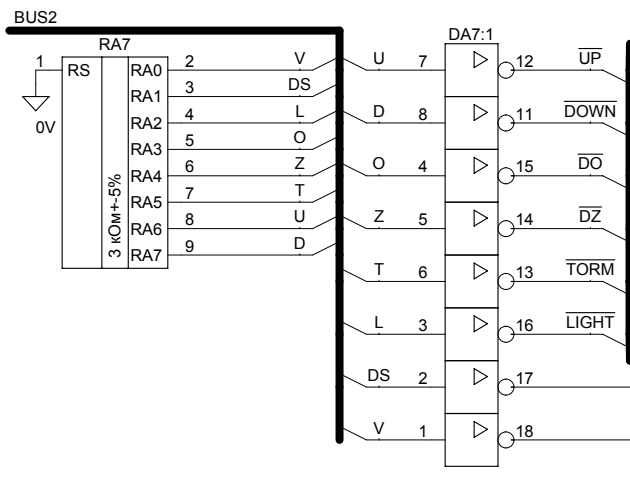 BUS2
RA7
DA7:1
1 RS RA0 2 V U 7 12 UP
RA1 3 DS
0V RA2 4 L D 8 11 DOWN
RA3 5 O
RA4 6 Z O 4 15 DO
3 кОм+-5%
RA5 7 T
RA6 8 U Z 5 14 DZ
RA7 9 D
T 6 13 TORM
L 3 16 LIGHT
DS 2 17
V 1 18